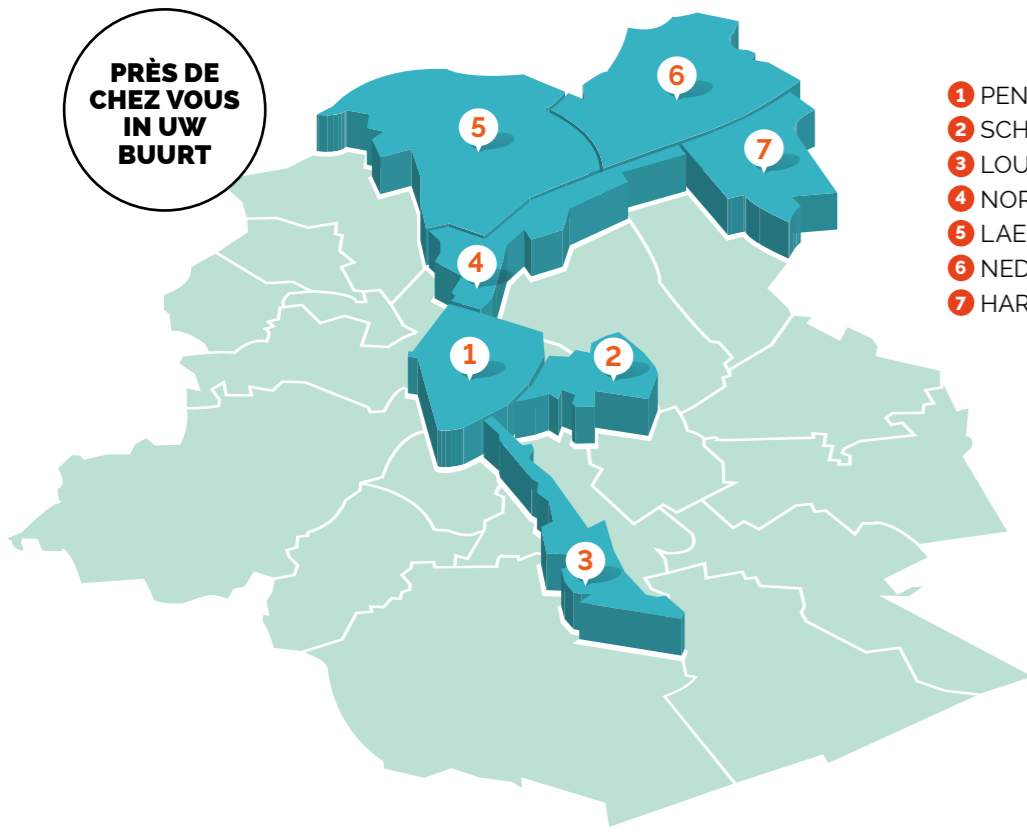 PRÈS DE
CHEZ VOUS
IN UW
BUURT
1 PEN
2 SCH
3 LOU
4 NOR
5 LAE
6 NED
7 HAR
6
5
7
4
1
2
3